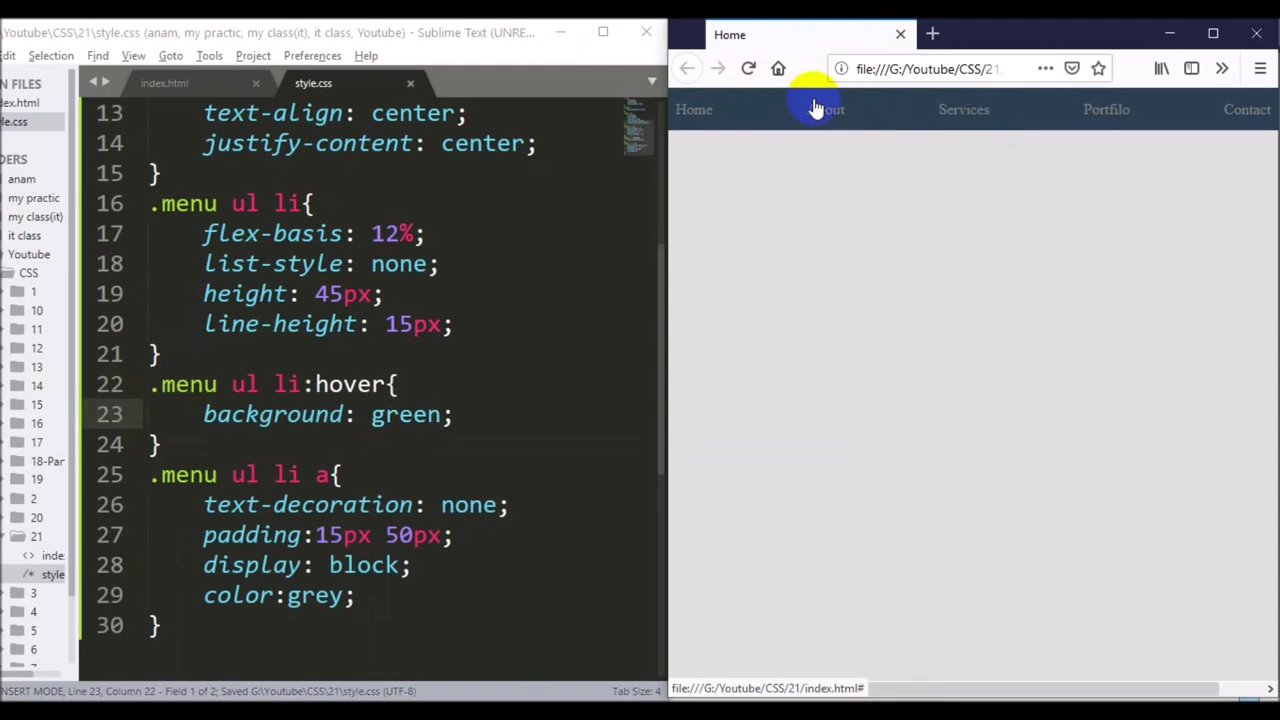 \Youtube\CSS\21\style.css (anam, my practic, my class(it), it class, Youtube) - Sublime Text (UNRE...
Selection Find View Goto Tools Project Preferences Help
index.html
style.css
13 text-align: center;
14 justify-content: center;
15 }
16 .menu ul li{
17 flex-basis: 12%;
18 list-style: none;
19 height: 45px;
20 line-height: 15px;
21 }
22 .menu ul li:hover{
23 background: green;
24 }
25 .menu ul li a{
26 text-decoration: none;
27 padding:15px 50px;
28 display: block;
29 color:grey;
30 }
anam
my practic
my class(it)
it class
Youtube
CSS
1
10
11
12
13
14
15
16
17
18-Par
19
2
20
21
inde
/* style
3
4
5
6
NSERT MODE, Line 23, Column 22 - Field 1 of 2; Saved G:\Youtube\CSS\21\style.css (UTF-8)
Tab Size: 4
Home
file:///G:/Youtube/CSS/21
Home
Services
Portfilo
Contact
file:///G:/Youtube/CSS/21/index.html#